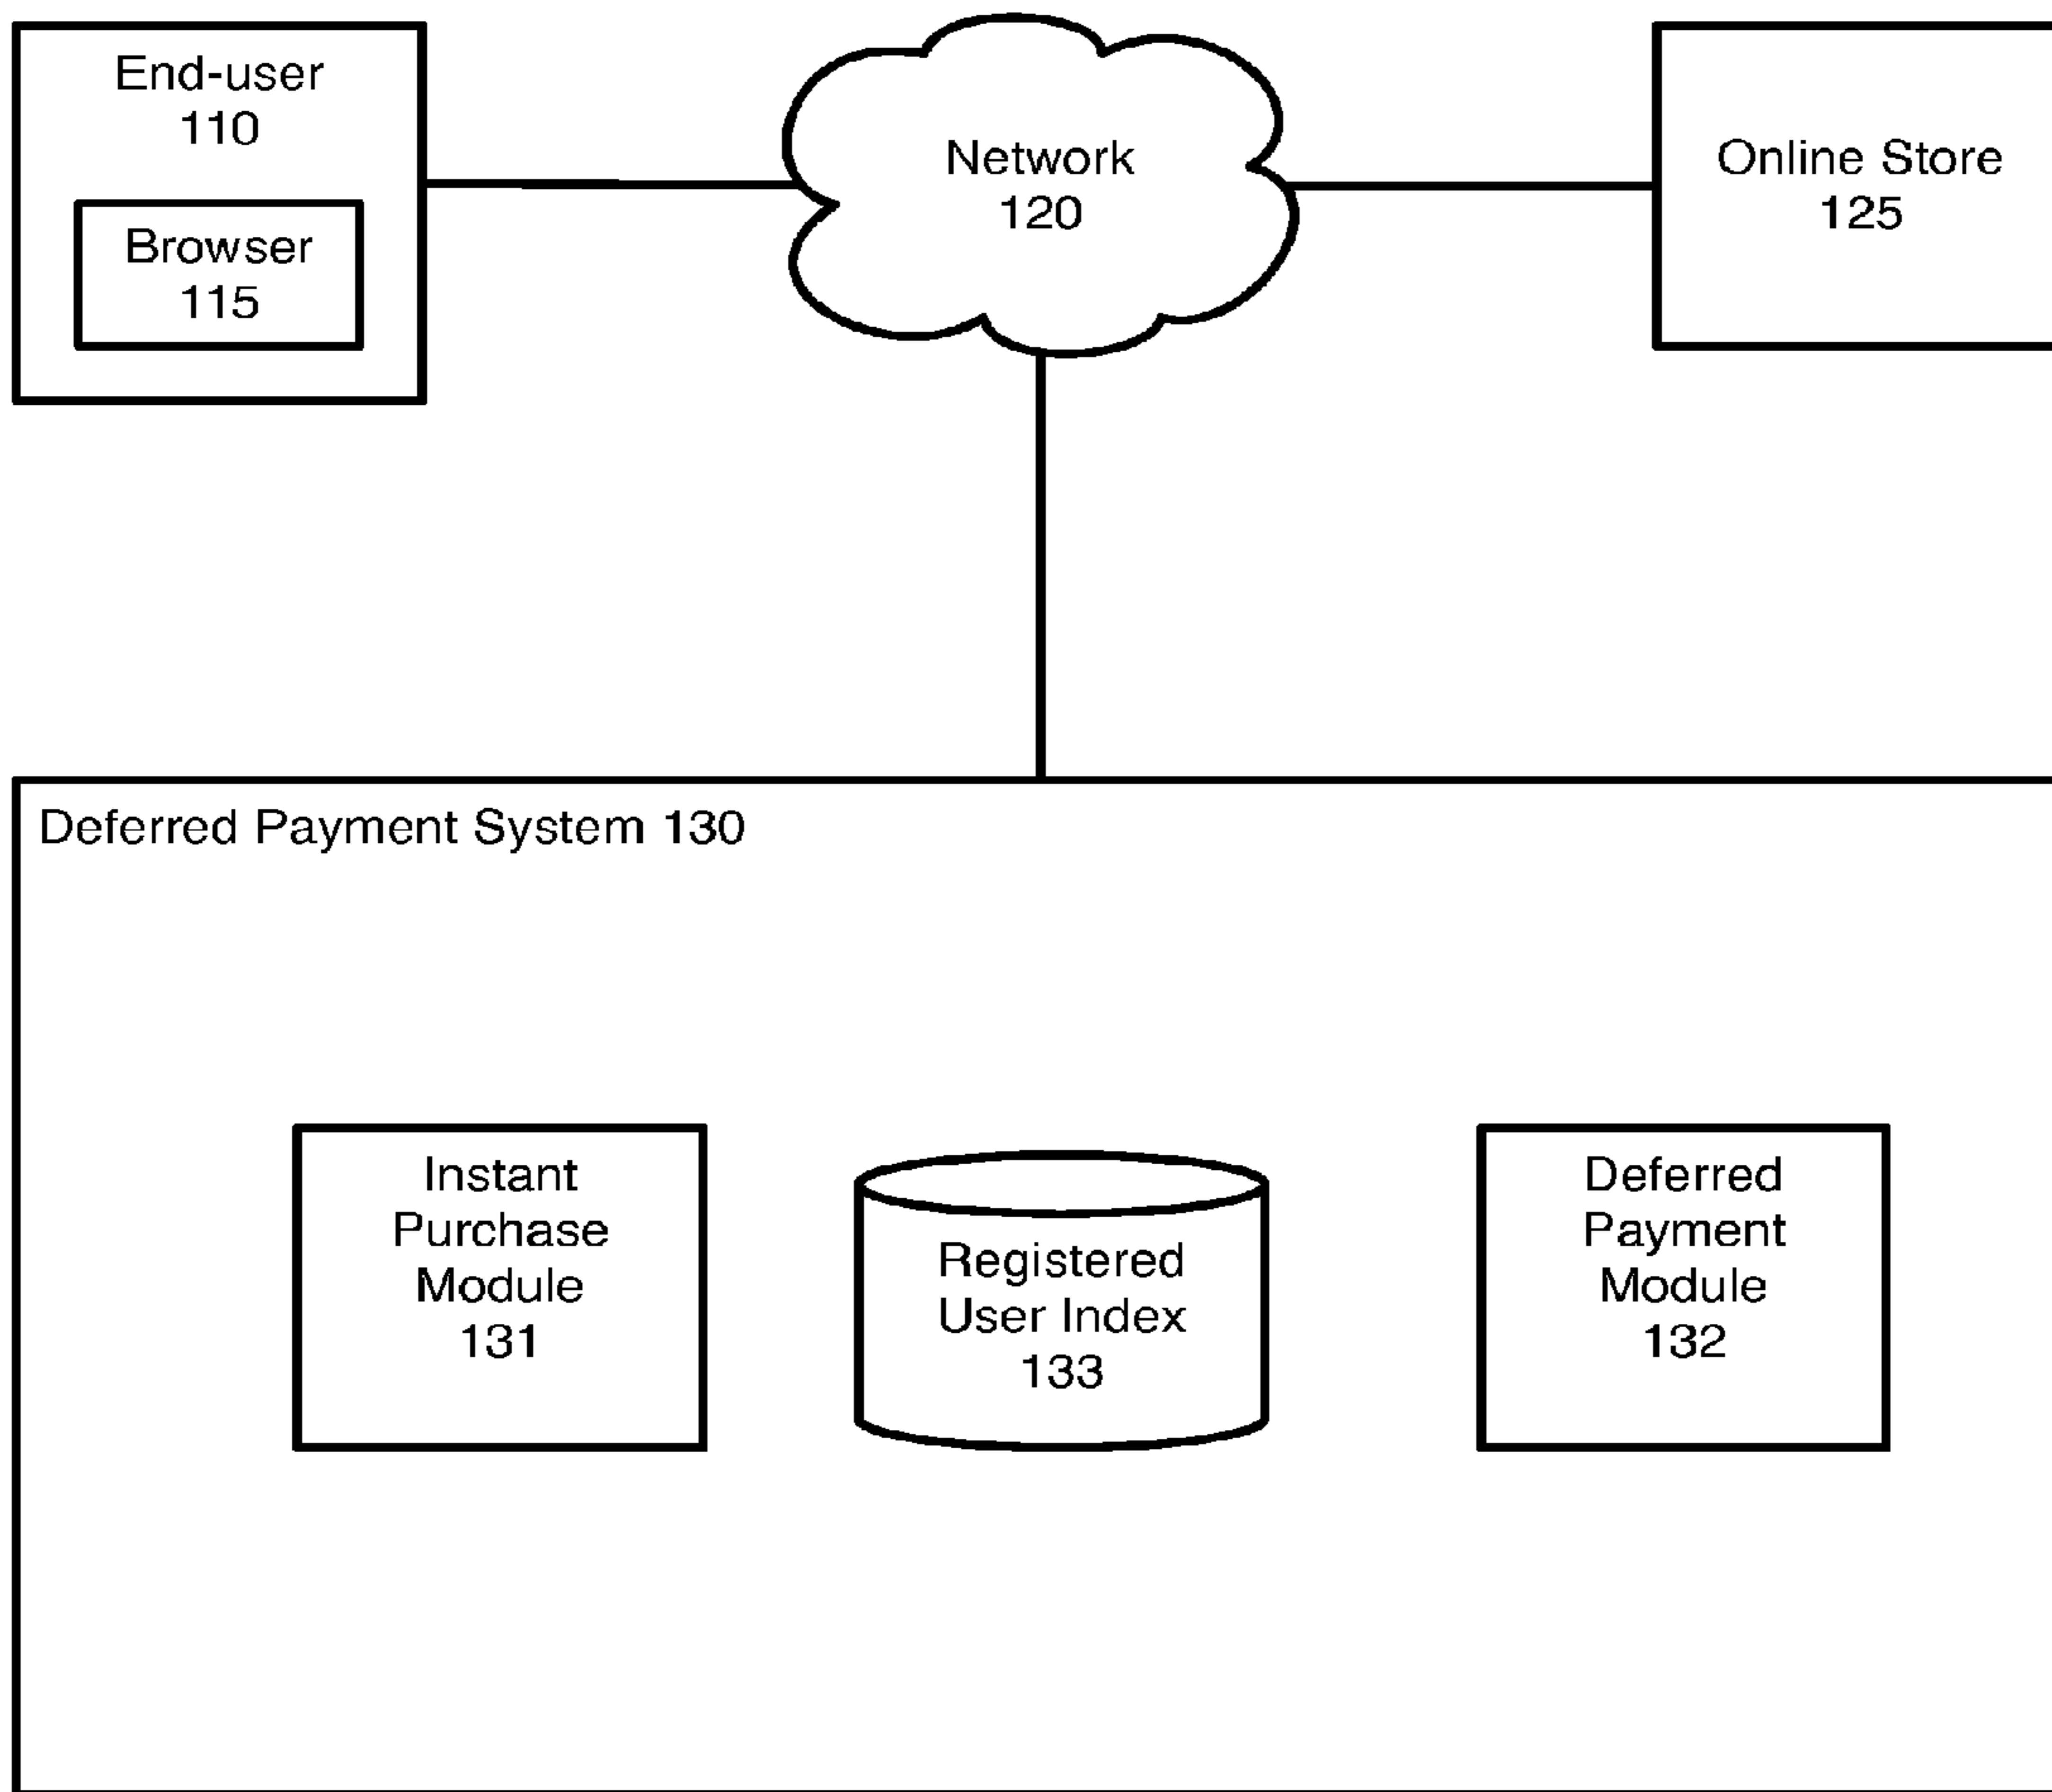 End-user
110
Browser
115
Network
120
Online Store
125
Deferred Payment System 130
Instant
Purchase
Module
131
Registered
User Index
133
Deferred
Payment
Module
132